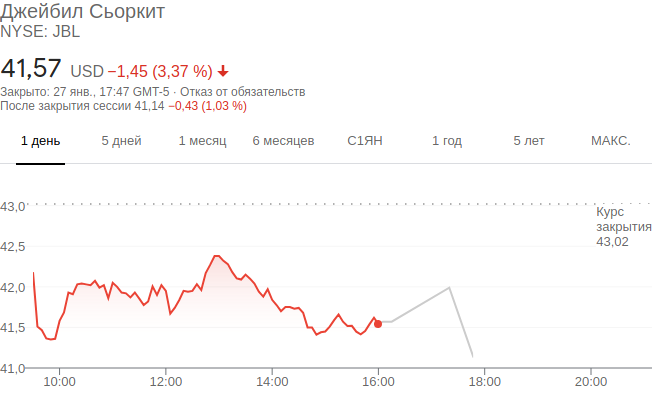 Джейбил Сьоркит
NYSE: JBL
41,57 USD −1,45 (3,37 %)
Закрыто: 27 янв., 17:47 GMT-5 · Отказ от обязательств
После закрытия сессии 41,14 −0,43 (1,03 %)
1 день 5 дней 1 месяц 6 месяцев С1ЯН 1 год 5 лет МАКС.
43,0
Курс
закрытия
43,02
42,5
42,0
41,5
41,0
10:00 12:00 14:00 16:00 18:00 20:00